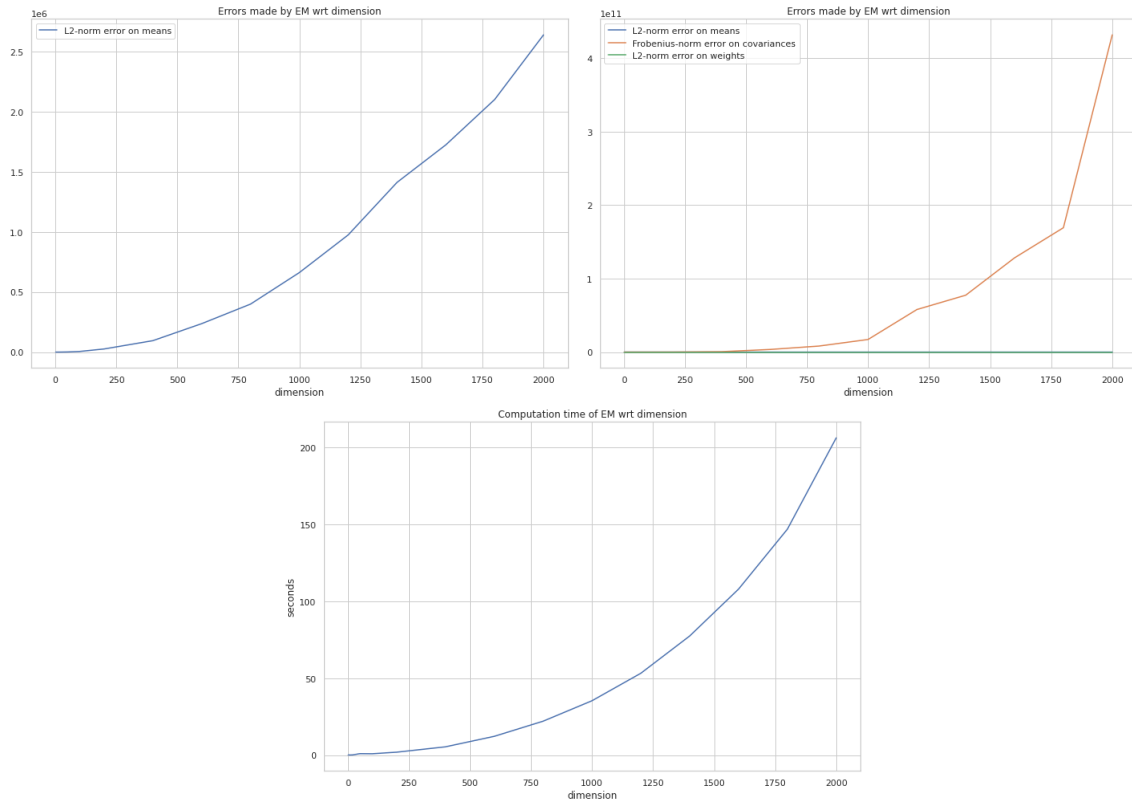 Errors made by EM wrt dimension
1e6
L2-norm error on means
2.5
2.0
1.5
1.0
0.5
0.0
0 250 500 750 1000 1250 1500 1750 2000
dimension
Errors made by EM wrt dimension
1e11
L2-norm error on means
Frobenius-norm error on covariances
L2-norm error on weights
4
3
2
1
0
0 250 500 750 1000 1250 1500 1750 2000
dimension
Computation time of EM wrt dimension
200
150
100
50
0
seconds
0 250 500 750 1000 1250 1500 1750 2000
dimension